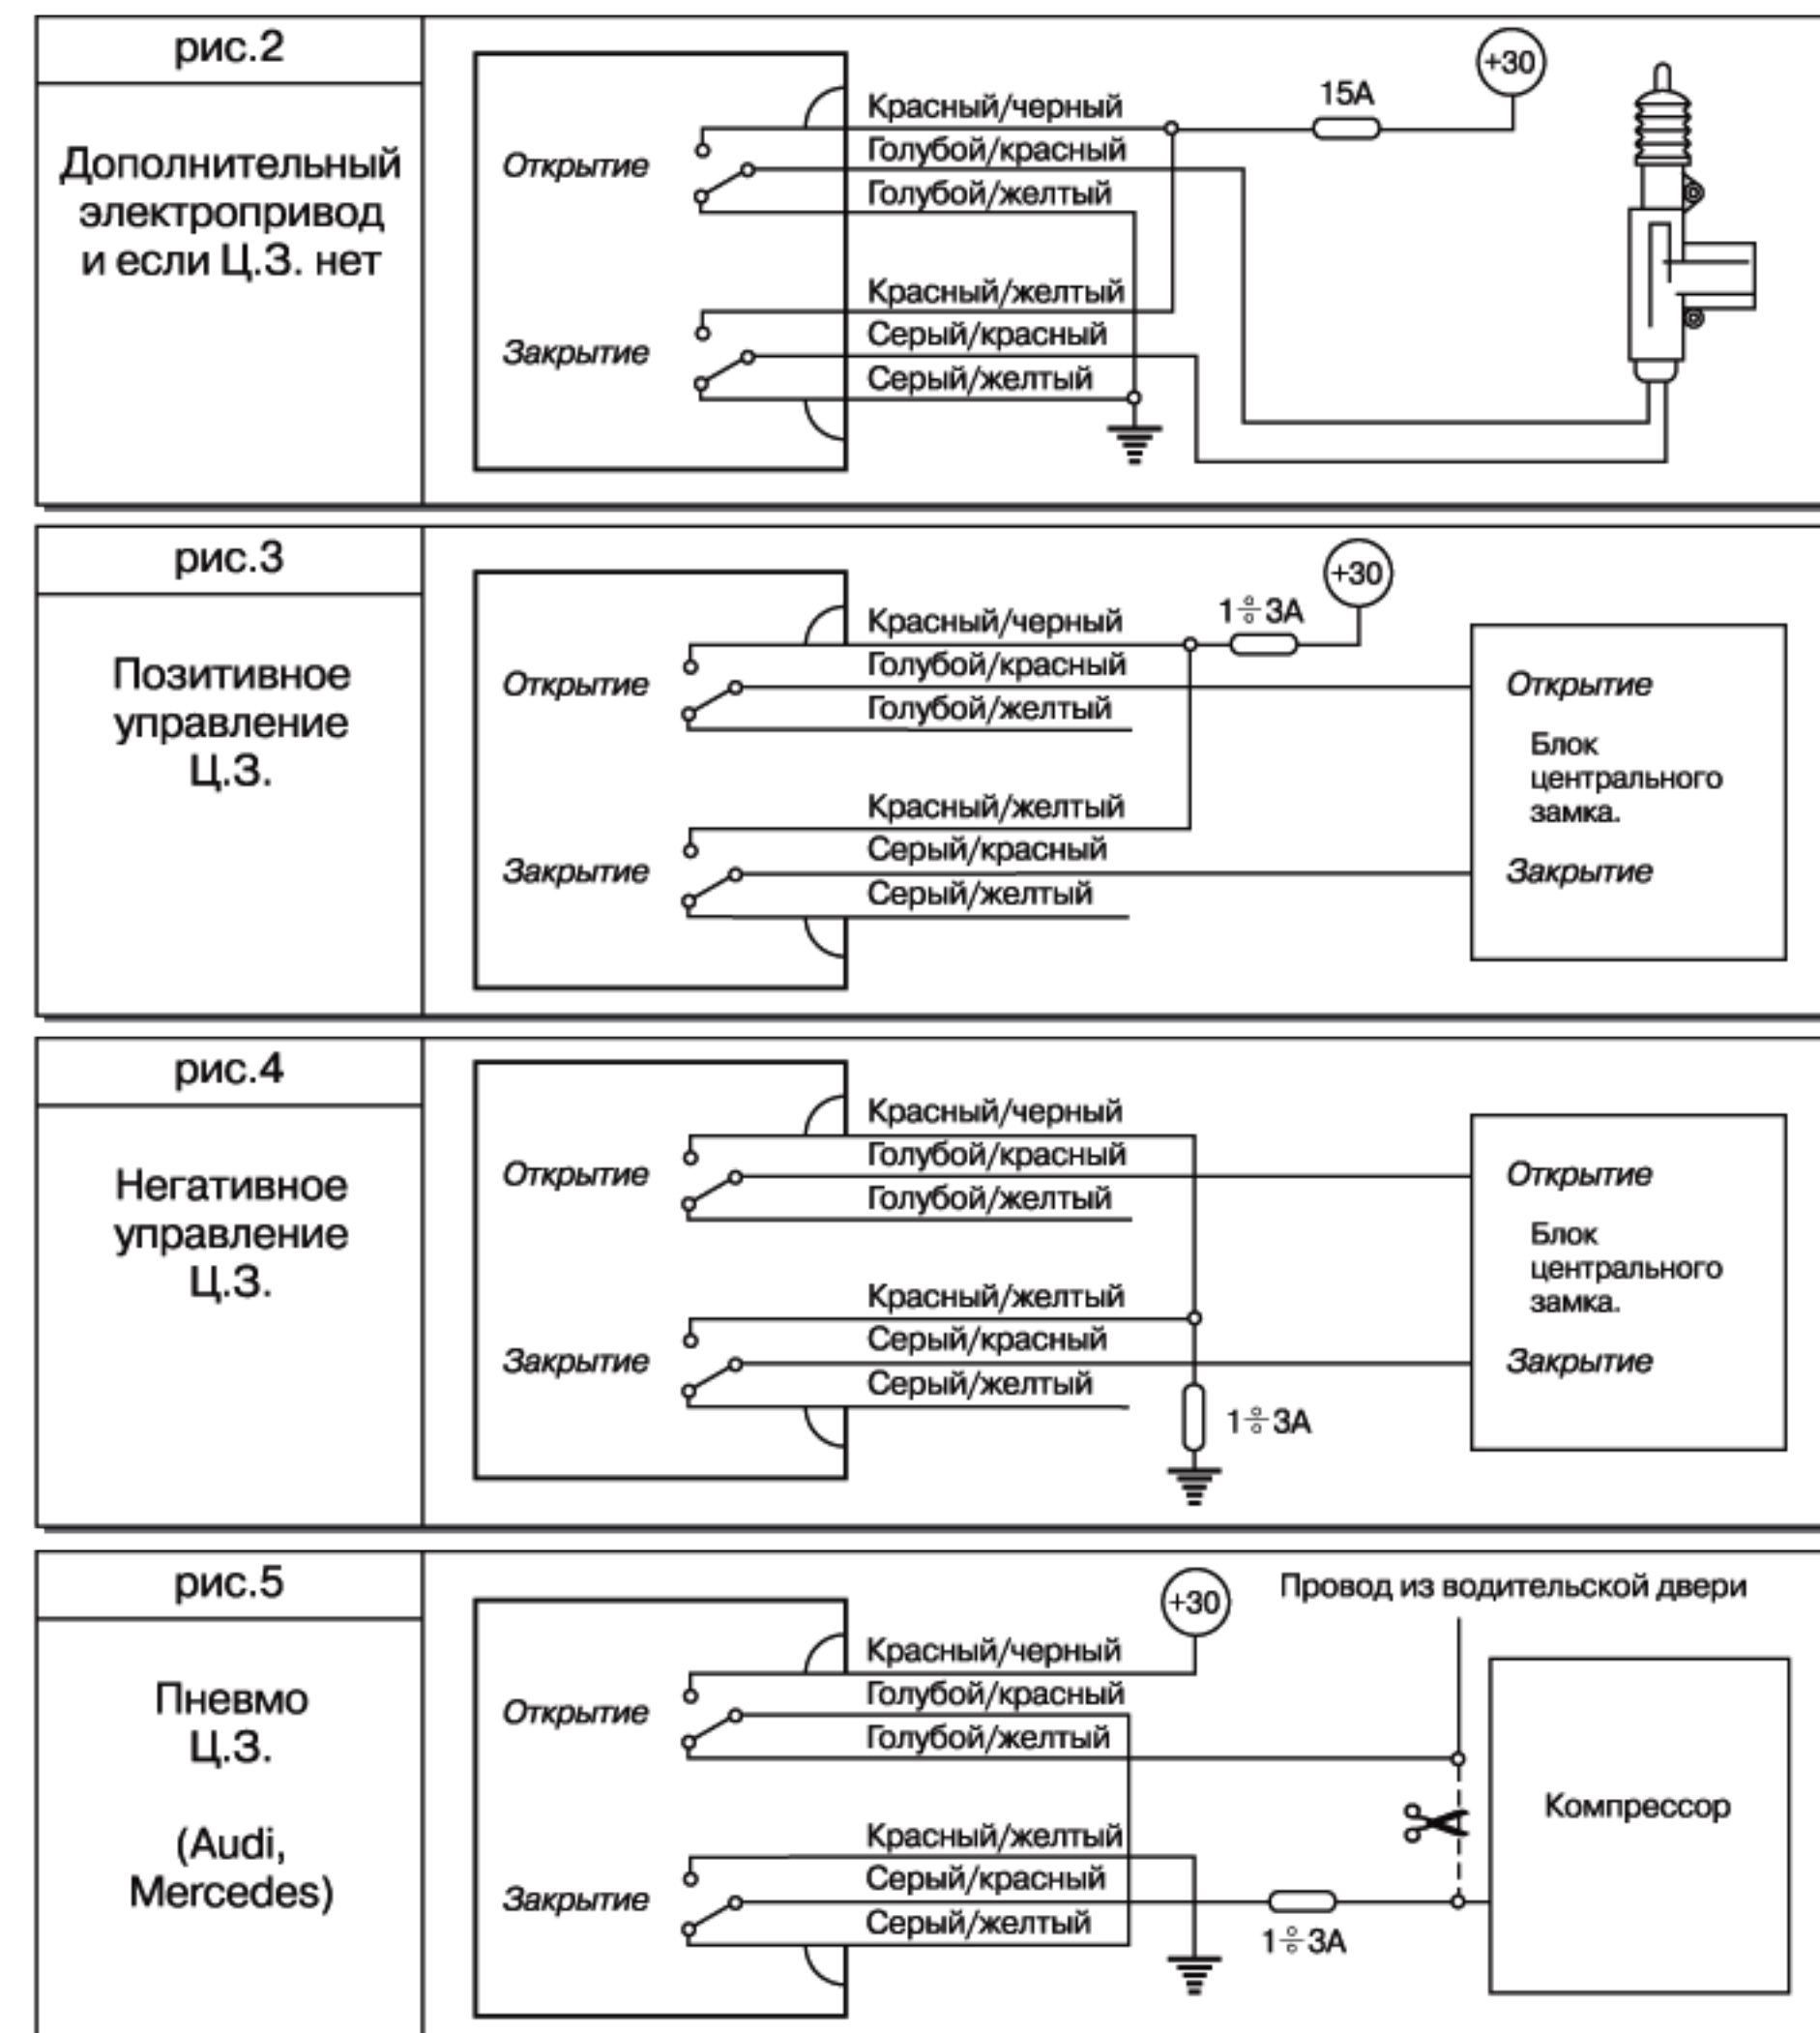 рис.2
Дополнительный
электропривод
и если Ц.З. нет
Открытие
Закрытие
Красный/черный
Голубой/красный
Голубой/желтый
Красный/желтый
Серый/красный
Серый/желтый
15А
+30
рис.3
Позитивное
управление
Ц.З.
Открытие
Закрытие
Красный/черный
Голубой/красный
Голубой/желтый
Красный/желтый
Серый/красный
Серый/желтый
1÷3А
+30
Открытие
Блок
центрального
замка.
Закрытие
рис.4
Негативное
управление
Ц.З.
Открытие
Закрытие
Красный/черный
Голубой/красный
Голубой/желтый
Красный/желтый
Серый/красный
Серый/желтый
1÷3А
Открытие
Блок
центрального
замка.
Закрытие
рис.5
Пневмо
Ц.З.
(Audi,
Mercedes)
Открытие
Закрытие
Красный/черный
Голубой/красный
Голубой/желтый
Красный/желтый
Серый/красный
Серый/желтый
+30
Провод из водительской двери
1÷3А
Компрессор